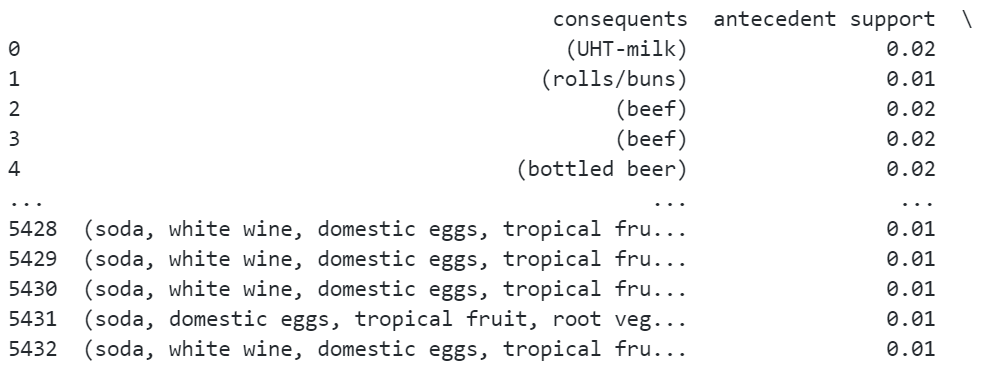 consequents antecedent support \
0 (UHT-milk) 0.02
1 (rolls/buns) 0.01
2 (beef) 0.02
3 (beef) 0.02
4 (bottled beer) 0.02
... ... ...
5428 (soda, white wine, domestic eggs, tropical fru... 0.01
5429 (soda, white wine, domestic eggs, tropical fru... 0.01
5430 (soda, white wine, domestic eggs, tropical fru... 0.01
5431 (soda, domestic eggs, tropical fruit, root veg... 0.01
5432 (soda, white wine, domestic eggs, tropical fru... 0.01